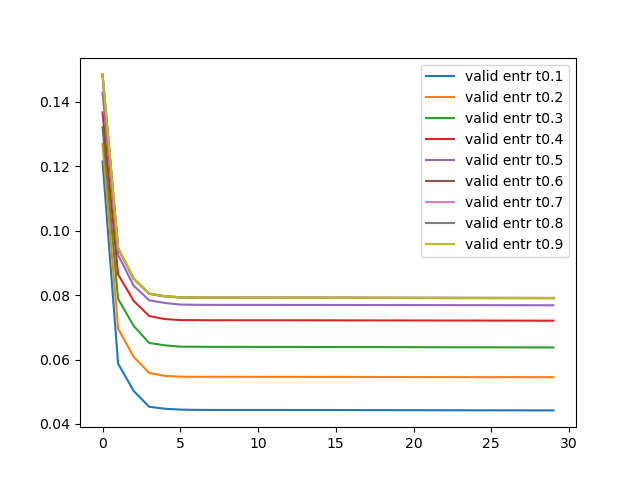 valid entr t0.1
valid entr t0.2
valid entr t0.3
valid entr t0.4
valid entr t0.5
valid entr t0.6
valid entr t0.7
valid entr t0.8
valid entr t0.9
0.14
0.12
0.10
0.08
0.06
0.04
0 5 10 15 20 25 30